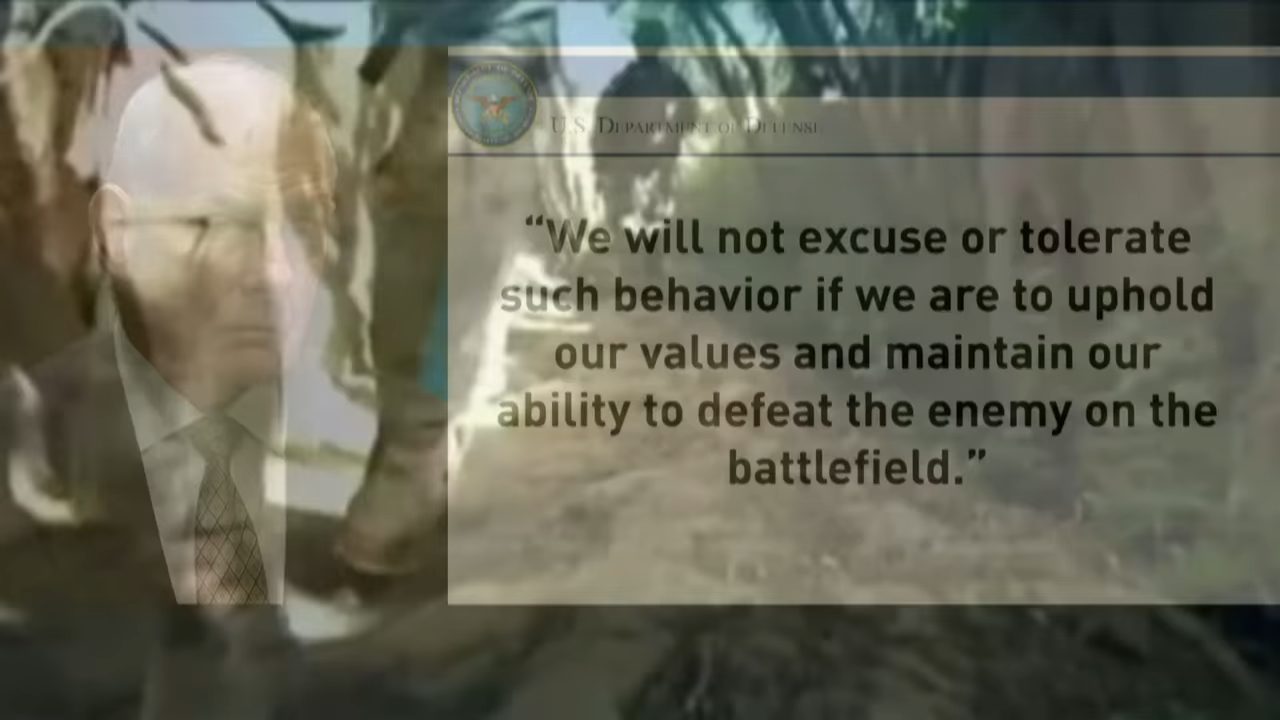 U.S. DEPARTMENT OF DEFENSE
“We will not excuse or tolerate
such behavior if we are to uphold
our values and maintain our
ability to defeat the enemy on the
battlefield.”